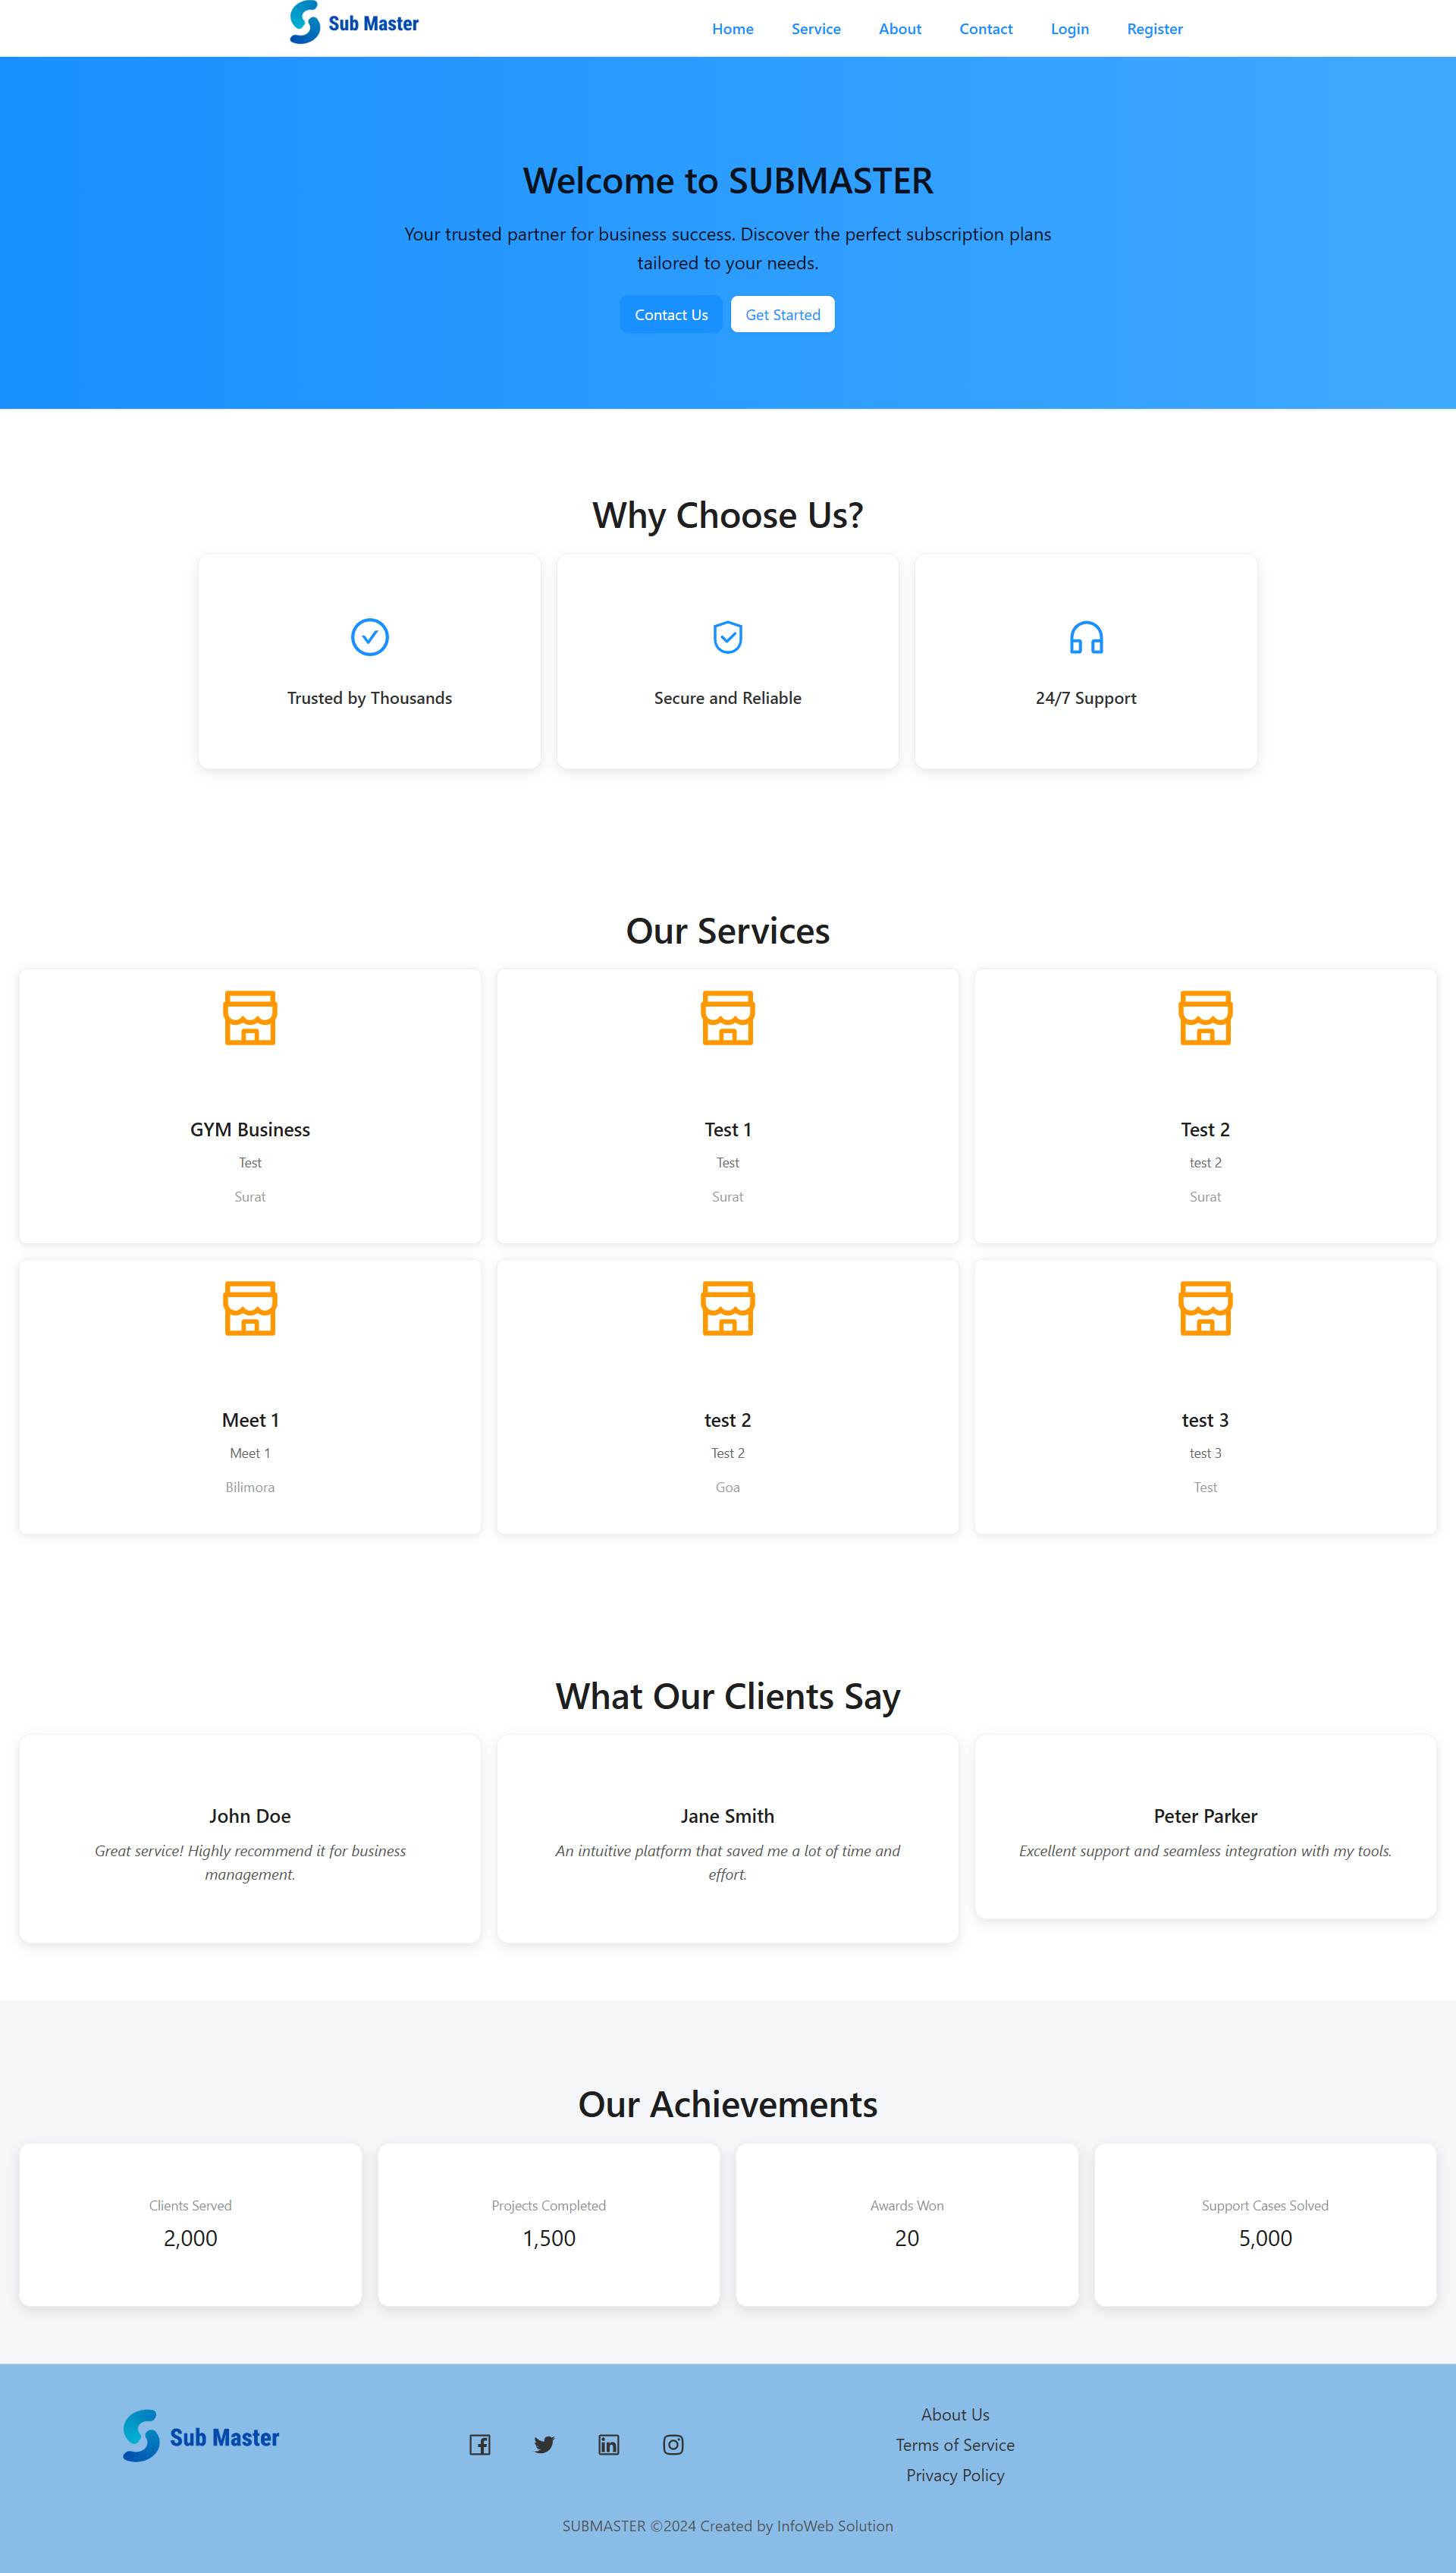 Sub Master
Home Service About Contact Login Register
Welcome to SUBMASTER
Your trusted partner for business success. Discover the perfect subscription plans
tailored to your needs.
Contact Us Get Started
Why Choose Us?
Trusted by Thousands
Secure and Reliable
24/7 Support
Our Services
GYM Business
Test
Surat
Test 1
Test
Surat
Test 2
test 2
Surat
Meet 1
Meet 1
Bilimora
test 2
Test 2
Goa
test 3
test 3
Test
What Our Clients Say
John Doe
Great service! Highly recommend it for business
management.
Jane Smith
An intuitive platform that saved me a lot of time and
effort.
Peter Parker
Excellent support and seamless integration with my tools.
Our Achievements
Clients Served
2,000
Projects Completed
1,500
Awards Won
20
Support Cases Solved
5,000
Sub Master
About Us
Terms of Service
Privacy Policy
SUBMASTER ©2024 Created by InfoWeb Solution